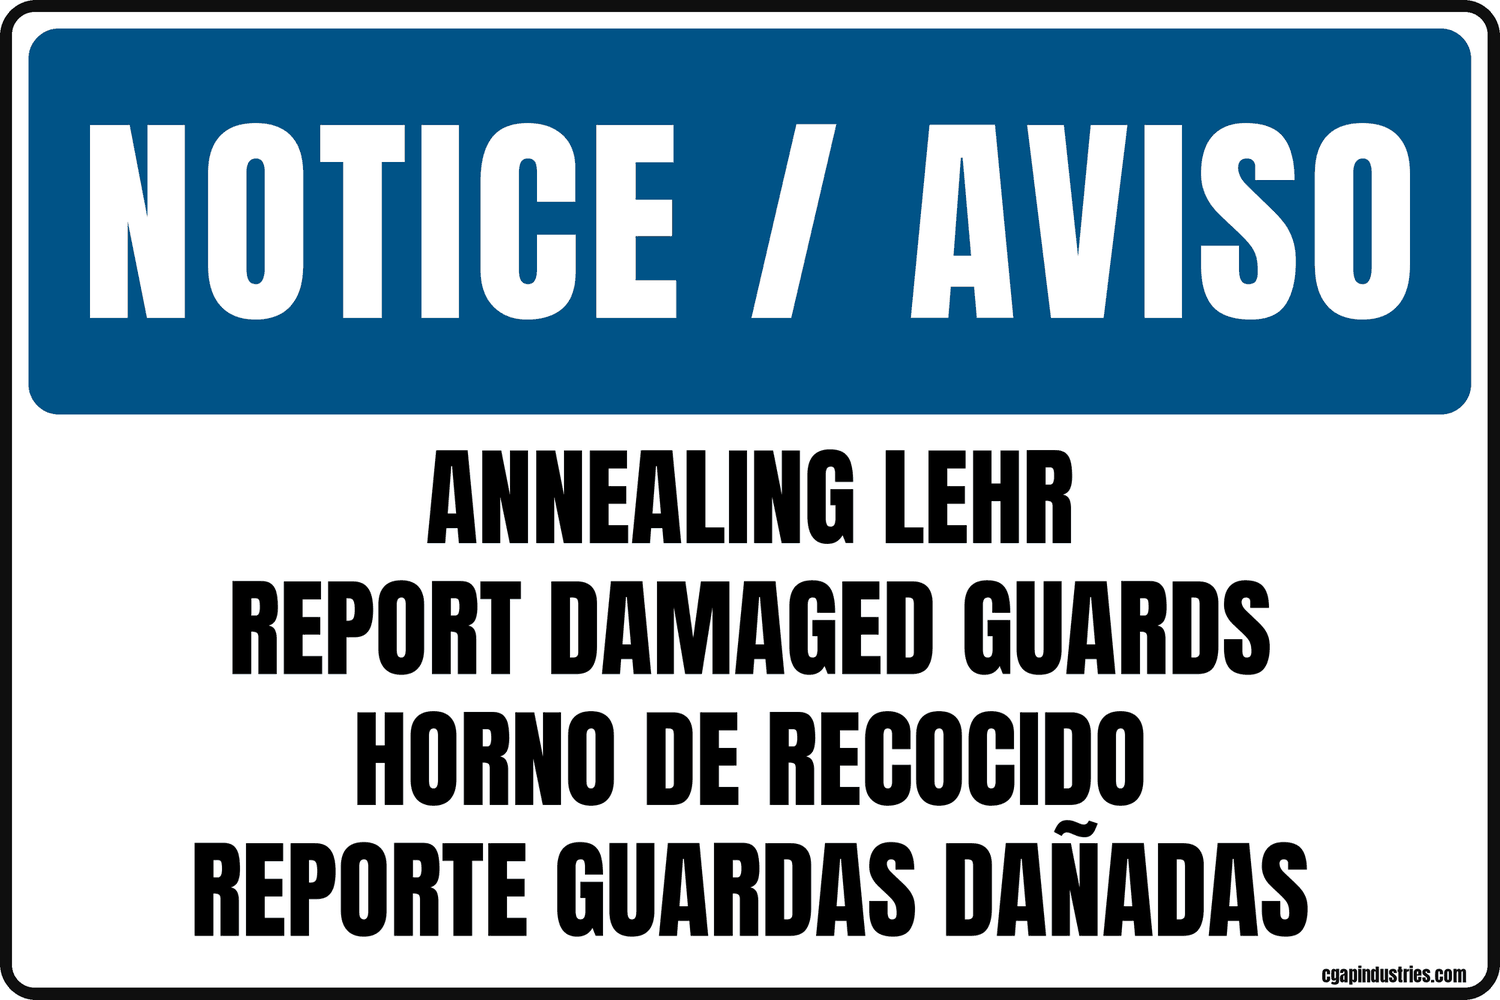 NOTICE / AVISO
ANNEALING LEHR
REPORT DAMAGED GUARDS
HORNO DE RECOCIDO
REPORTE GUARDAS DAÑADAS
cgapindustries.com